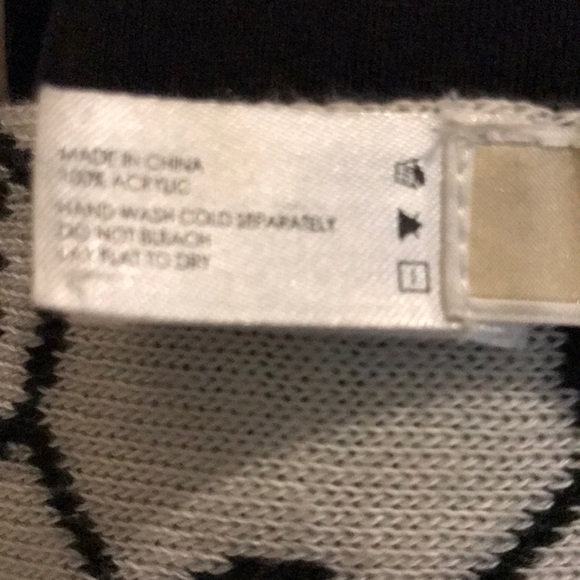 MADE IN CHINA
100% ACRYLIC
HAND WASH COLD SEPARATELY
DO NOT BLEACH
LAY FLAT TO DRY